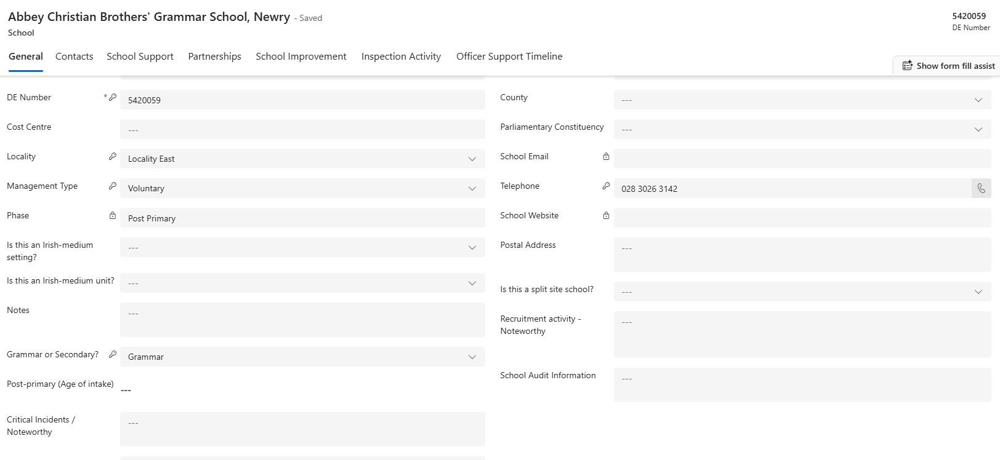 Abbey Christian Brothers' Grammar School, Newry - Saved
School
5420059
DE Number
General Contacts School Support Partnerships School Improvement Inspection Activity Officer Support Timeline
Show form fill assist
DE Number * 5420059
Cost Centre ---
Locality Locality East
Management Type Voluntary
Phase Post Primary
Is this an Irish-medium
setting? ---
Is this an Irish-medium unit? ---
Notes ---
Grammar or Secondary? Grammar
Post-primary (Age of intake) ---
Critical Incidents /
Noteworthy ---
County ---
Parliamentary Constituency ---
School Email
Telephone 028 3026 3142
School Website
Postal Address ---
Is this a split site school? ---
Recruitment activity -
Noteworthy ---
School Audit Information ---